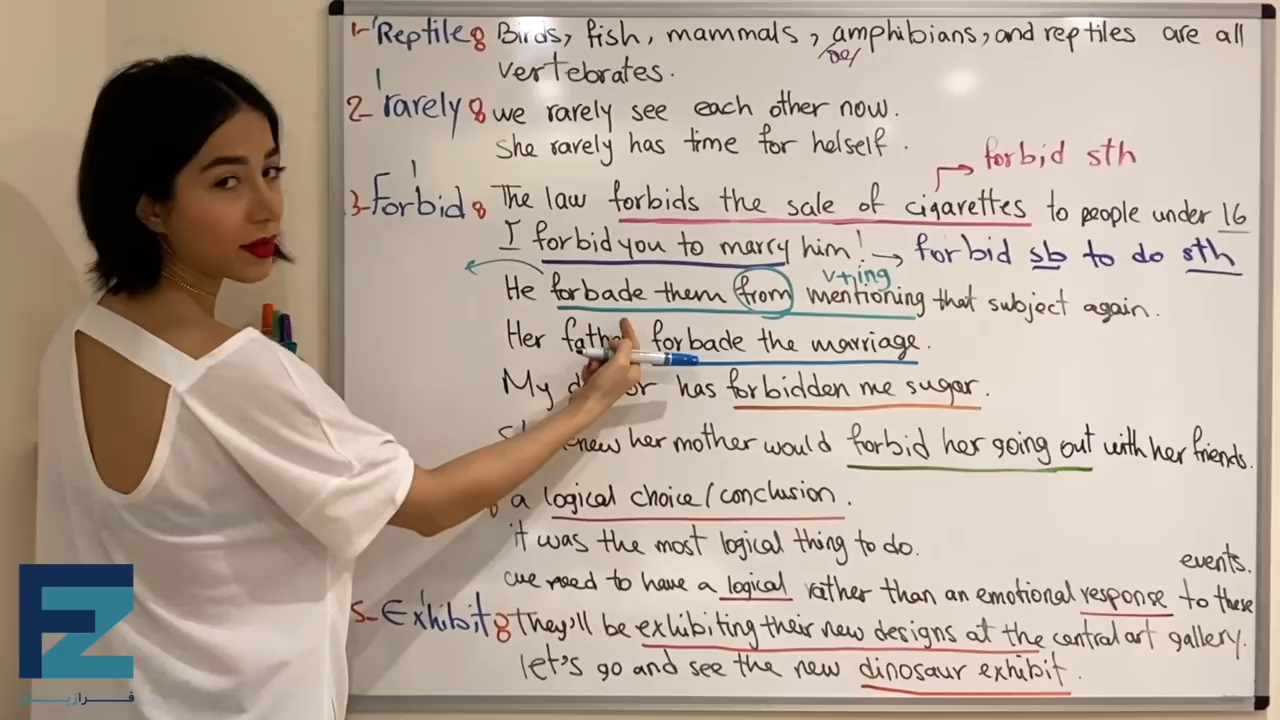 1- Reptile: Birds, fish, mammals, amphibians, and reptiles are all
vertebrates.
2- rarely: we rarely see each other now.
She rarely has time for helself.
forbid sth
3- Forbid: The law forbids the sale of cigarettes to people under 16
I forbid you to marry him! → forbid sb to do sth
v+ing
He forbade them from mentioning that subject again.
Her forbade the marriage.
My has forbidden me sugar.
her mother would forbid her going out with her friends.
a logical choice/conclusion.
it was the most logical thing to do.
events.
we need to have a logical rather than an emotional response to these
5- Exhibit: They'll be exhibiting their new designs at the central art gallery.
let's go and see the new dinosaur exhibit.
FZ
فرازبان